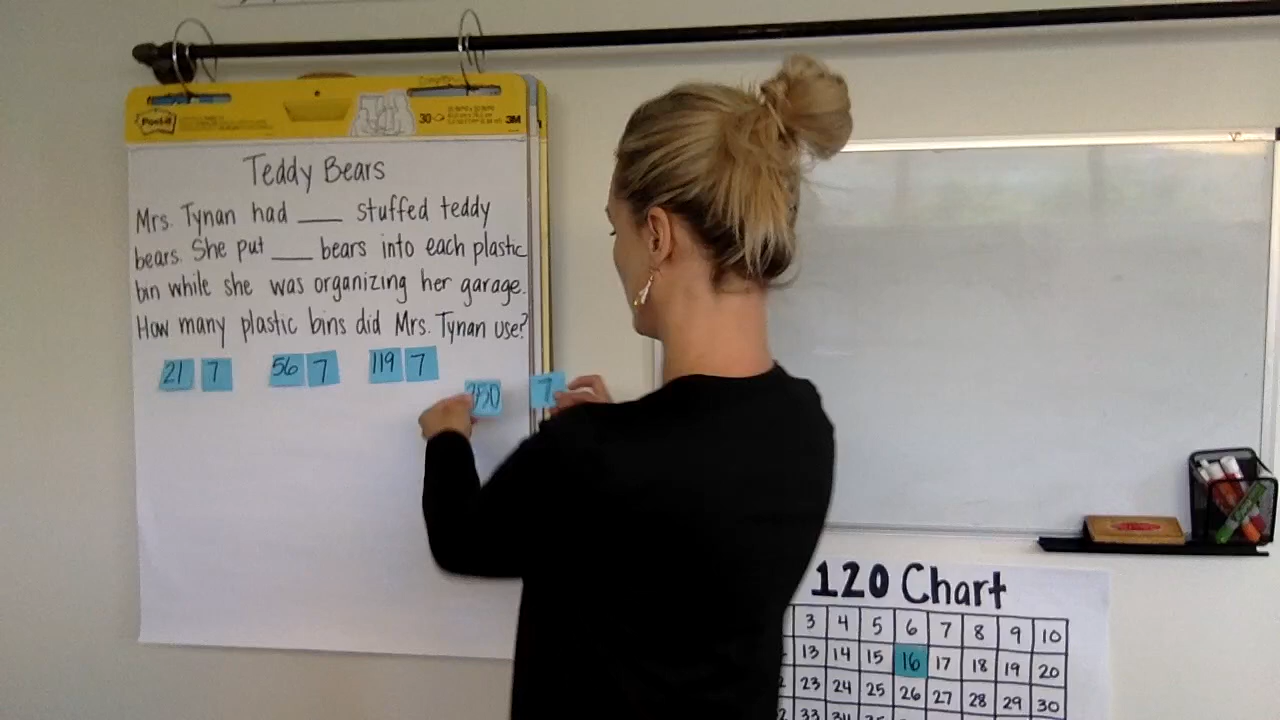 Post-it
30
3M
Teddy Bears
Mrs. Tynan had ____ stuffed teddy
bears. She put ____ bears into each plastic
bin while she was organizing her garage.
How many plastic bins did Mrs. Tynan use?
21 7 56 7 119 7
350 7
120 Chart
3 4 5 6 7 8 9 10
13 14 15 16 17 18 19 20
23 24 25 26 27 28 29 30